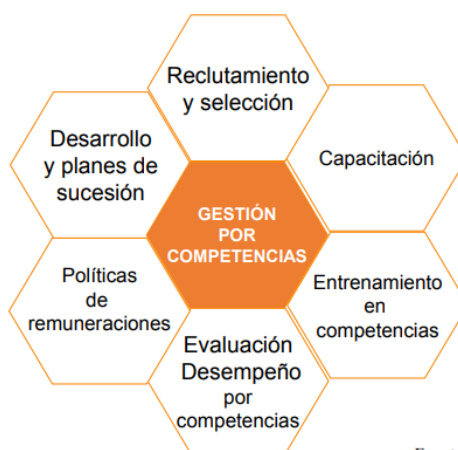 Reclutamiento
y selección
Desarrollo
y planes de
sucesión
Capacitación
GESTIÓN
POR
COMPETENCIAS
Políticas
de
remuneraciones
Entrenamiento
en
competencias
Evaluación
Desempeño
por
competencias